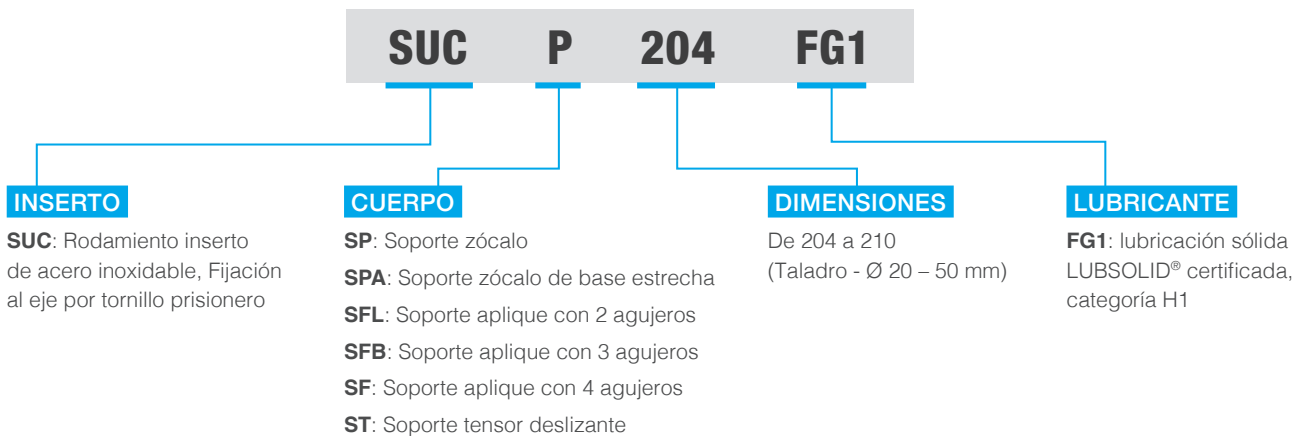 SUC P 204 FG1
INSERTO
SUC: Rodamiento inserto
de acero inoxidable, Fijación
al eje por tornillo prisionero
CUERPO
SP: Soporte zócalo
SPA: Soporte zócalo de base estrecha
SFL: Soporte aplique con 2 agujeros
SFB: Soporte aplique con 3 agujeros
SF: Soporte aplique con 4 agujeros
ST: Soporte tensor deslizante
DIMENSIONES
De 204 a 210
(Taladro - Ø 20 – 50 mm)
LUBRICANTE
FG1: lubricación sólida
LUBSOLID® certificada,
categoría H1